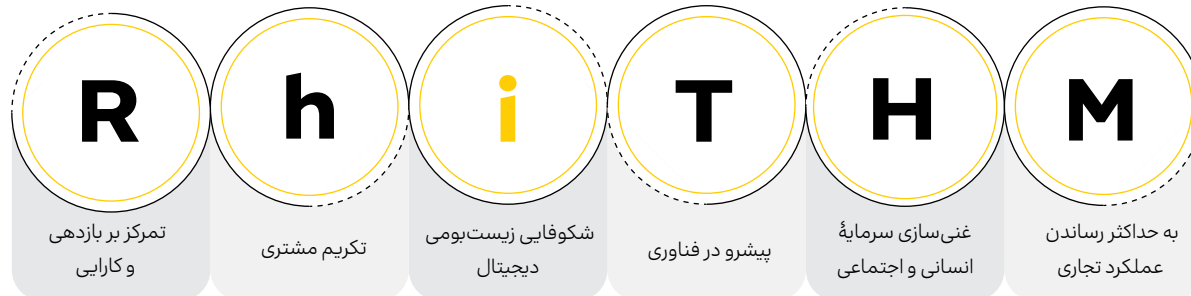 R
تمرکز بر بازدهی
و کارایی
h
تکریم مشتری
i
شکوفایی زیست‌بومی
دیجیتال
T
پیشرو در فناوری
H
غنی‌سازی سرمایهٔ
انسانی و اجتماعی
M
به حداکثر رساندن
عملکرد تجاری